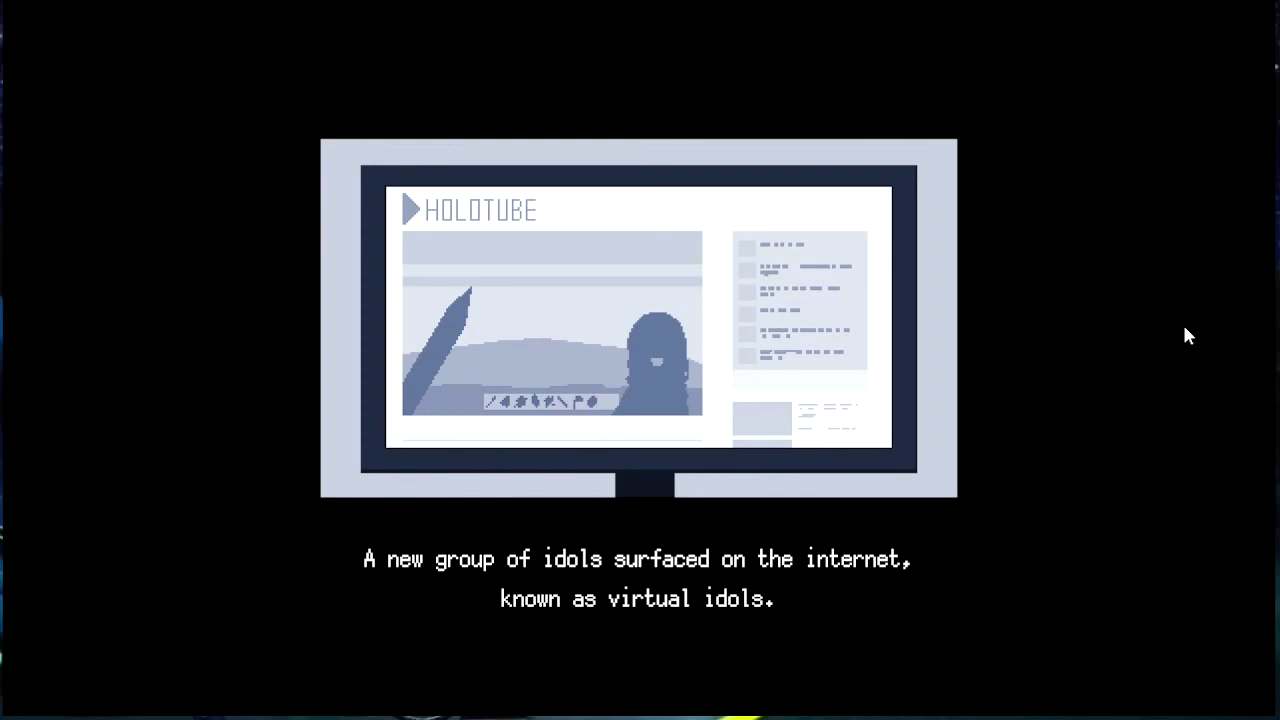 HOLOTUBE
A new group of idols surfaced on the internet,
known as virtual idols.